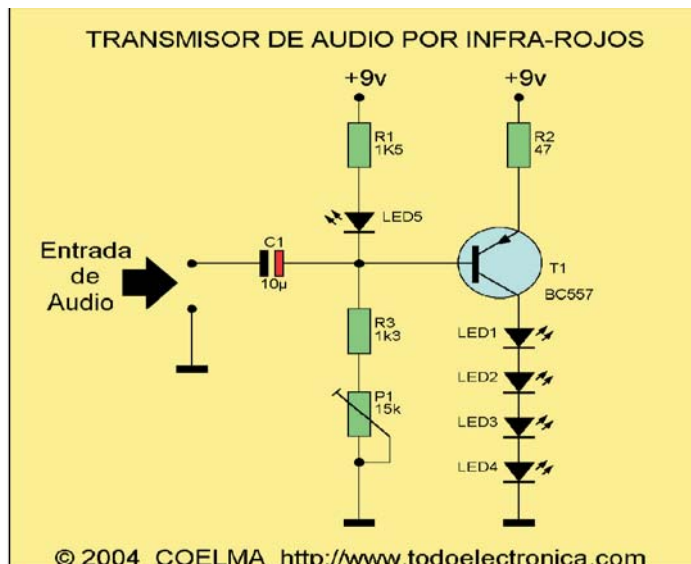 TRANSMISOR DE AUDIO POR INFRA-ROJOS
+9v
+9v
R1
1K5
R2
47
LED5
Entrada
de
Audio
C1
10µ
T1
BC557
R3
1k3
P1
15k
LED1
LED2
LED3
LED4
© 2004 COELMA http://www.todoelectronica.com